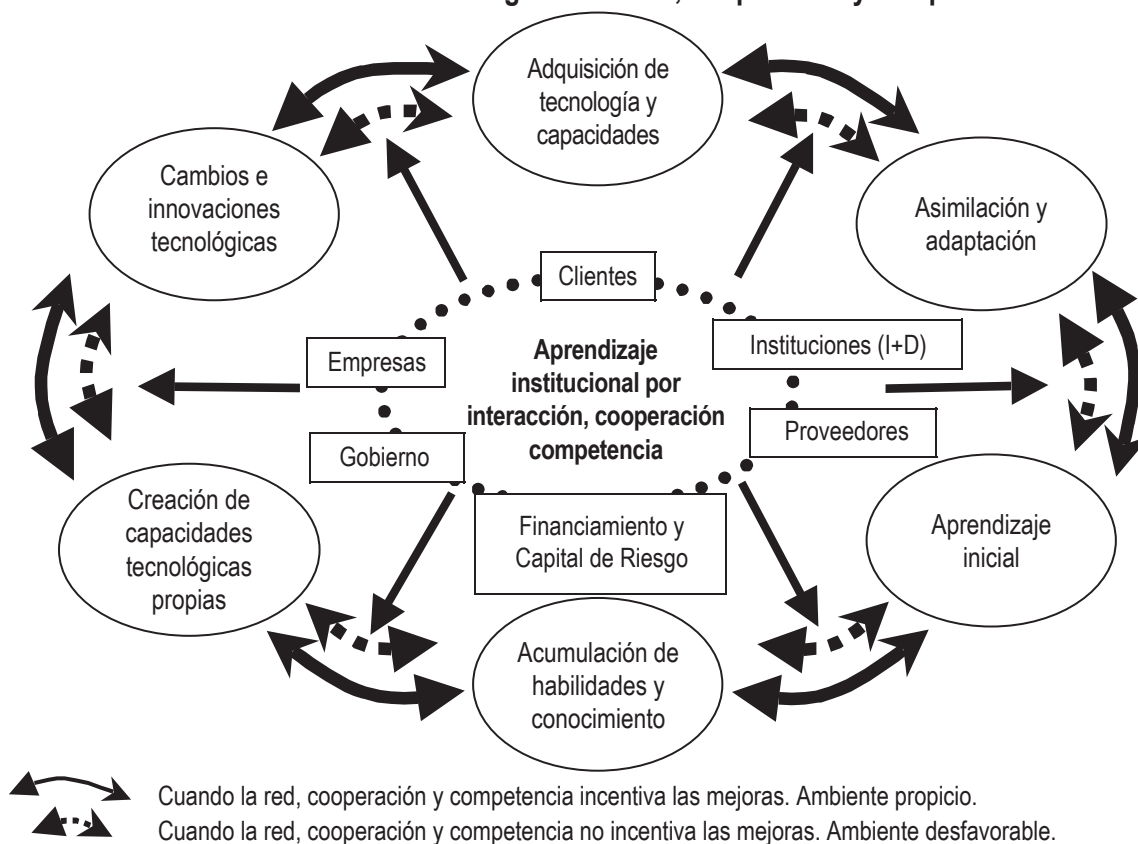 Adquisición de
tecnología y
capacidades
Cambios e
innovaciones
tecnológicas
Asimilación y
adaptación
Clientes
Instituciones (I+D)
Empresas
Aprendizaje
institucional por
interacción, cooperación
competencia
Proveedores
Gobierno
Creación de
capacidades
tecnológicas
propias
Financiamiento y
Capital de Riesgo
Aprendizaje
inicial
Acumulación de
habilidades y
conocimiento
Cuando la red, cooperación y competencia incentiva las mejoras. Ambiente propicio.
Cuando la red, cooperación y competencia no incentiva las mejoras. Ambiente desfavorable.